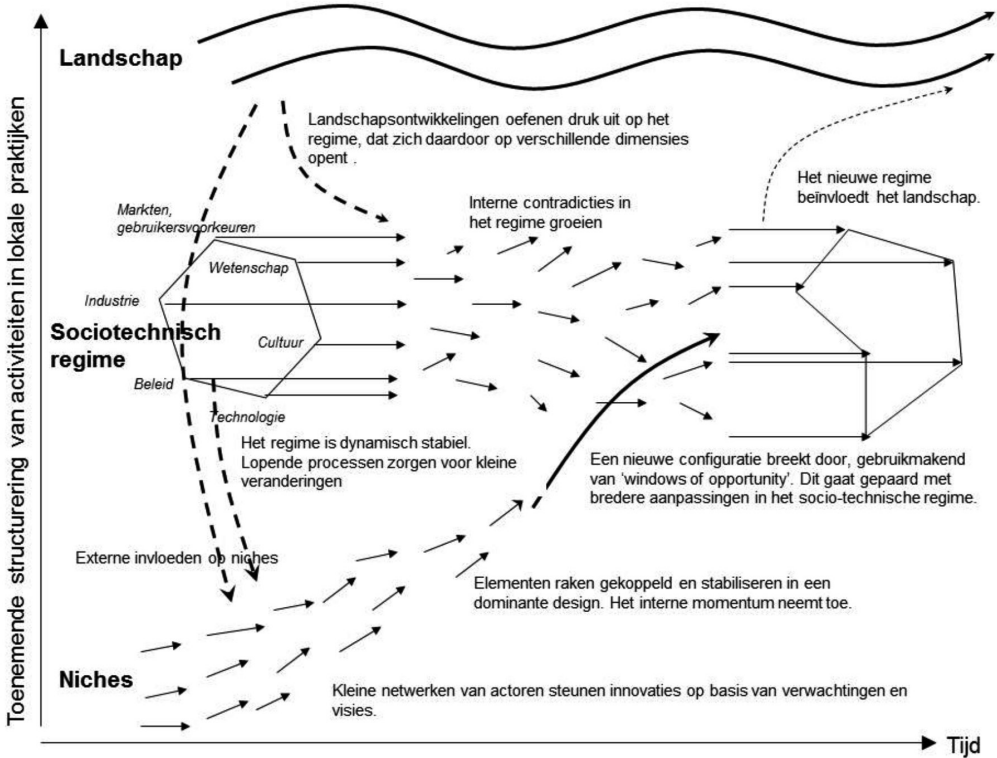 Toenemende structurering van activiteiten in lokale praktijken
Landschap
Landschapsontwikkelingen oefenen druk uit op het
regime, dat zich daardoor op verschillende dimensies
opent .
Het nieuwe regime
beïnvloedt het landschap.
Markten,
gebruikersvoorkeuren
Interne contradicties in
het regime groeien
Wetenschap
Industrie
Sociotechnisch
regime
Cultuur
Beleid
Technologie
Het regime is dynamisch stabiel.
Lopende processen zorgen voor kleine
veranderingen
Een nieuwe configuratie breekt door, gebruikmakend
van ‘windows of opportunity’. Dit gaat gepaard met
bredere aanpassingen in het socio-technische regime.
Externe invloeden op niches
Elementen raken gekoppeld en stabiliseren in een
dominante design. Het interne momentum neemt toe.
Niches
Kleine netwerken van actoren steunen innovaties op basis van verwachtingen en
visies.
Tijd